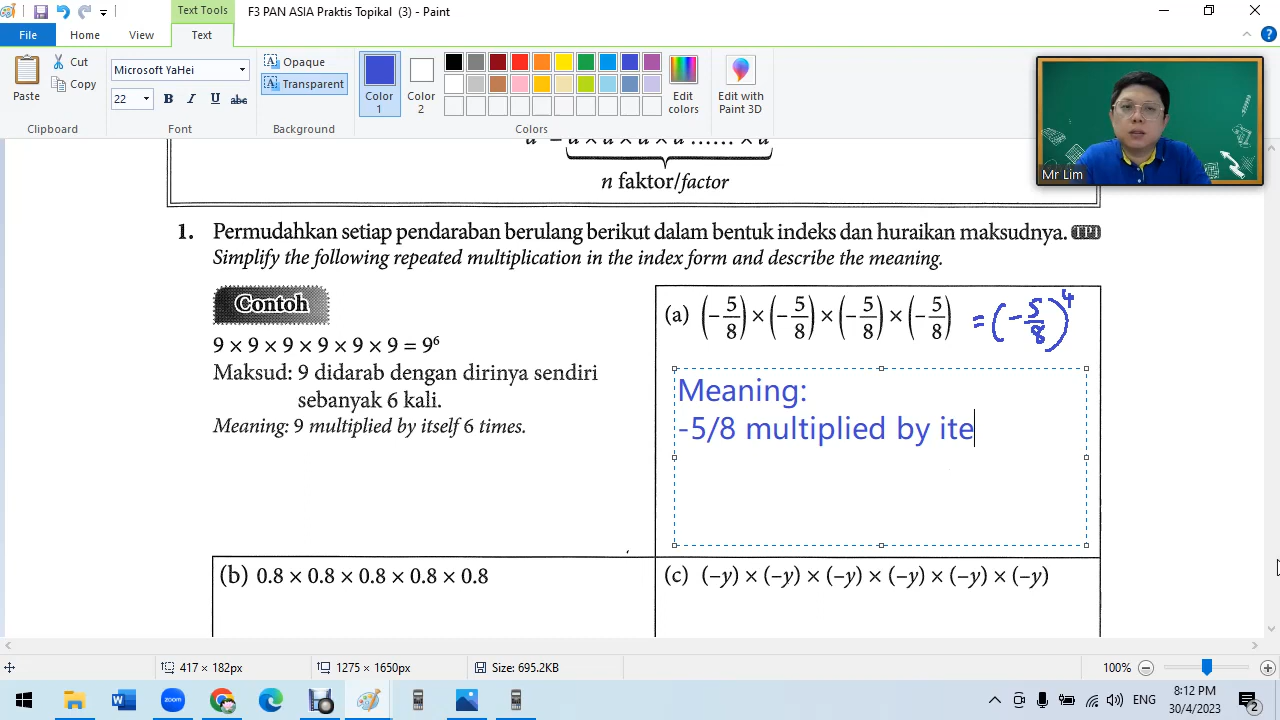 F3 PAN ASIA Praktis Topikal (3) - Paint
Text Tools
File Home View Text
Paste
Cut
Copy
Clipboard
Microsoft YaHei
22 B I U abc
Font
Opaque
Transparent
Background
Color 1
Color 2
Edit colors
Colors
Edit with Paint 3D
Mr Lim
n faktor/factor
1. Permudahkan setiap pendaraban berulang berikut dalam bentuk indeks dan huraikan maksudnya. TP1
Simplify the following repeated multiplication in the index form and describe the meaning.
Contoh
9 × 9 × 9 × 9 × 9 × 9 = 9⁶
Maksud: 9 didarab dengan dirinya sendiri
sebanyak 6 kali.
Meaning: 9 multiplied by itself 6 times.
(a) (–5/8) × (–5/8) × (–5/8) × (–5/8) = (–5/8)⁴
Meaning:
-5/8 multiplied by ite
(b) 0.8 × 0.8 × 0.8 × 0.8 × 0.8
(c) (–y) × (–y) × (–y) × (–y) × (–y) × (–y)
417 × 182px
1275 × 1650px
Size: 695.2KB
100%
zoom
ENG
8:12 PM
30/4/2023
2